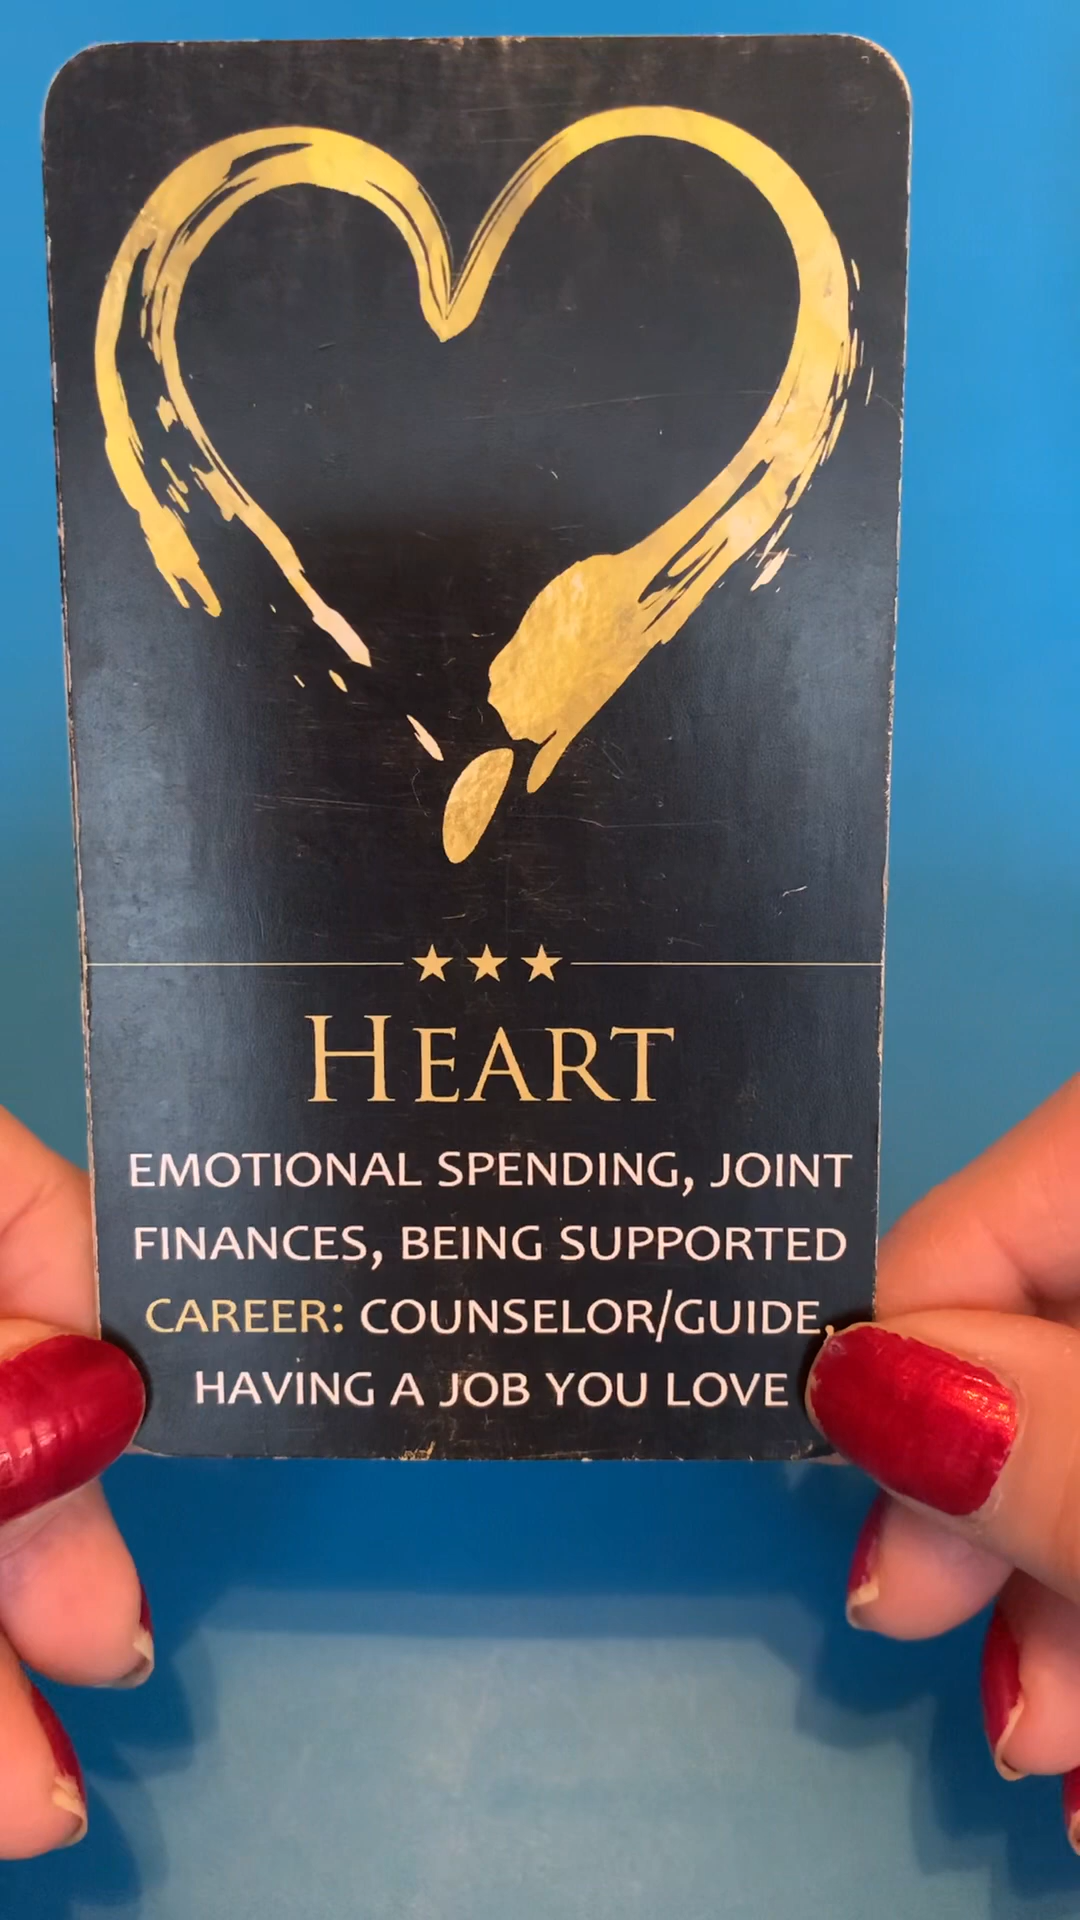 HEART
EMOTIONAL SPENDING, JOINT
FINANCES, BEING SUPPORTED
CAREER: COUNSELOR/GUIDE,
HAVING A JOB YOU LOVE